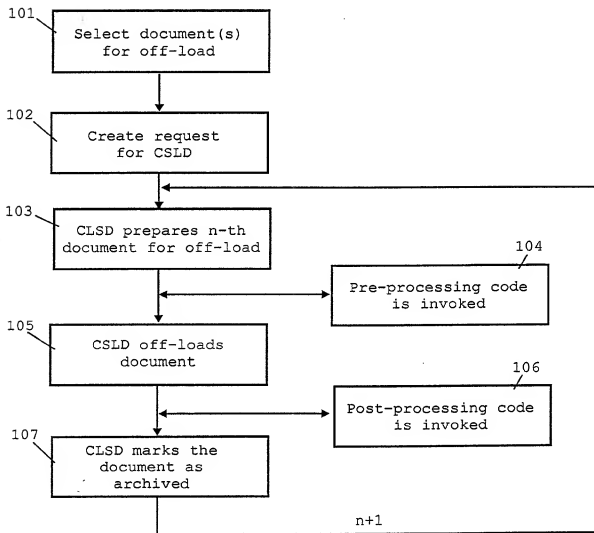 101
Select document(s)
for off-load
102
Create request
for CSLD
103
CLSD prepares n-th
document for off-load
104
Pre-processing code
is invoked
105
CSLD off-loads
document
106
Post-processing code
is invoked
107
CLSD marks the
document as
archived
n+1